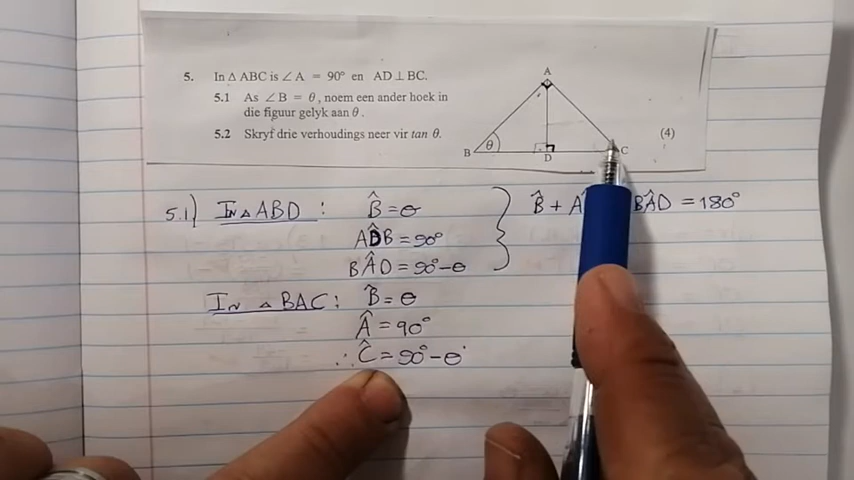 5. In △ ABC is ∠ A = 90° en AD ⊥ BC.
5.1 As ∠ B = θ, noem een ander hoek in
die figuur gelyk aan θ.
5.2 Skryf drie verhoudings neer vir tan θ.
(4)
A
B
θ
D
C
5.1) IN △ ABD : B̂ = θ
AD̂B = 90°
BÂD = 90° - θ
B̂ + A BÂD = 180°
IN △ BAC : B̂ = θ
Â = 90°
∴ Ĉ = 90° - θ